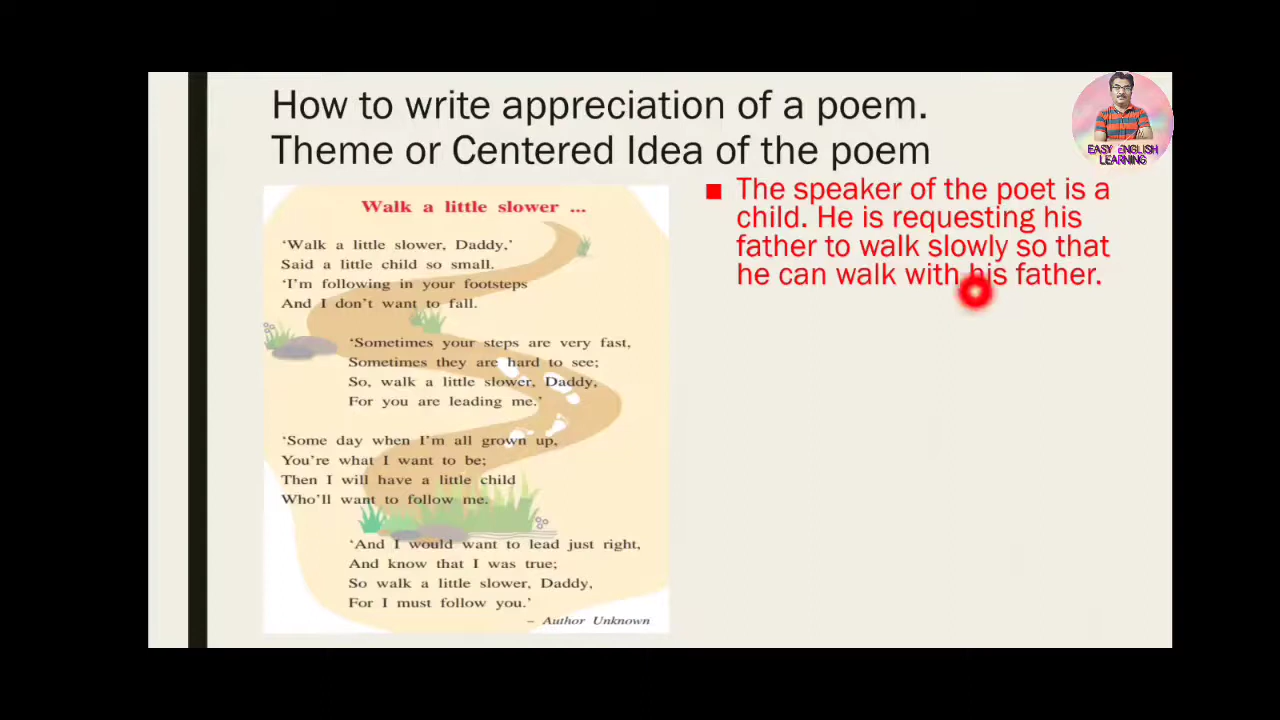 How to write appreciation of a poem.
Theme or Centered Idea of the poem
EASY ENGLISH
LEARNING
Walk a little slower ...
‘Walk a little slower, Daddy,’
Said a little child so small.
‘I’m following in your footsteps
And I don’t want to fall.
‘Sometimes your steps are very fast,
Sometimes they are hard to see;
So, walk a little slower, Daddy,
For you are leading me.’
‘Some day when I’m all grown up,
You’re what I want to be;
Then I will have a little child
Who’ll want to follow me.
‘And I would want to lead just right,
And know that I was true;
So walk a little slower, Daddy,
For I must follow you.’
– Author Unknown
The speaker of the poet is a
child. He is requesting his
father to walk slowly so that
he can walk with his father.